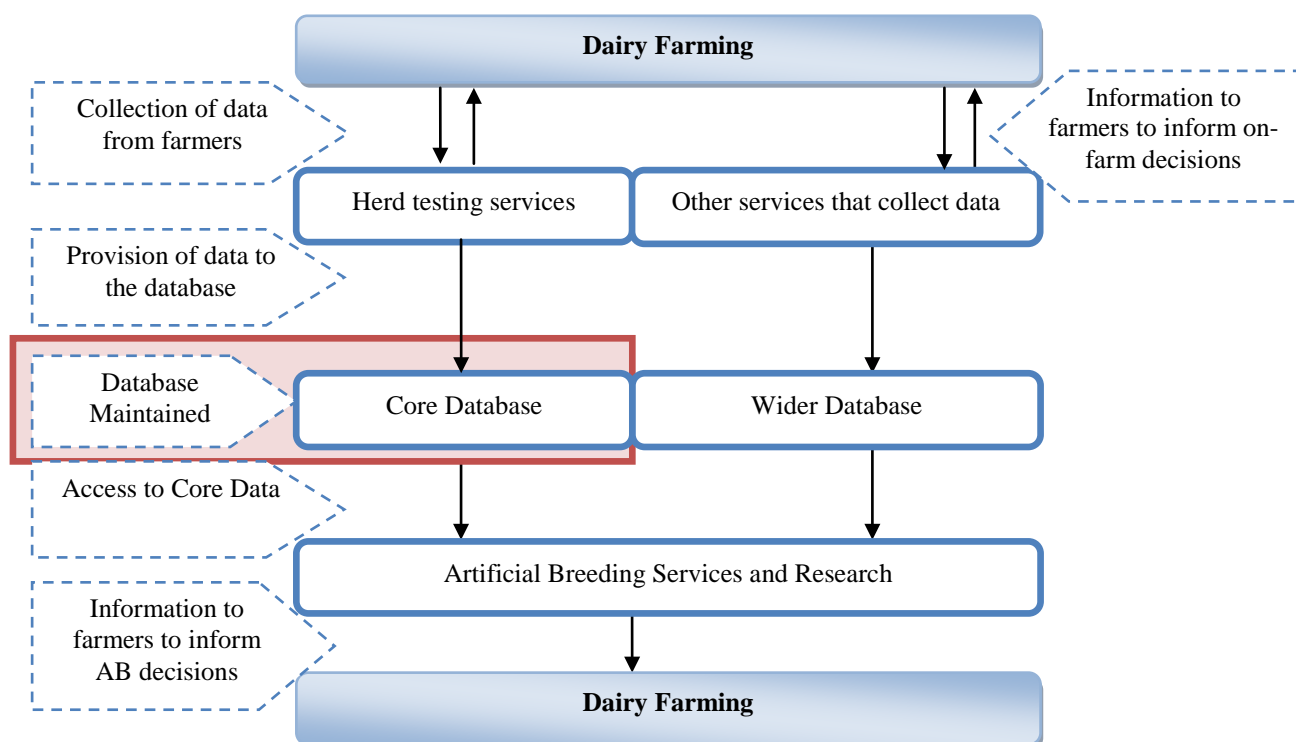 Dairy Farming
Collection of data
from farmers
Information to
farmers to inform on-
farm decisions
Herd testing services
Other services that collect data
Provision of data to
the database
Database
Maintained
Core Database
Wider Database
Access to Core Data
Artificial Breeding Services and Research
Information to
farmers to inform
AB decisions
Dairy Farming